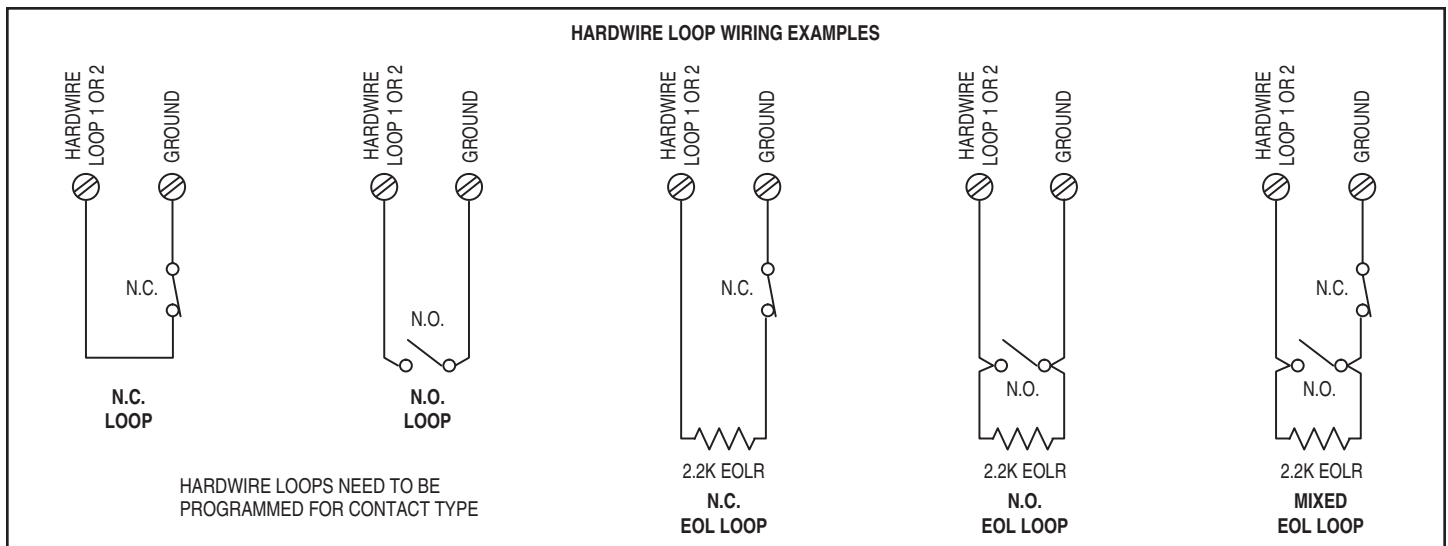 HARDWIRE LOOP WIRING EXAMPLES
HARDWIRE
LOOP 1 OR 2
GROUND
N.C.
N.C.
LOOP
HARDWIRE
LOOP 1 OR 2
GROUND
N.O.
N.O.
LOOP
HARDWIRE LOOPS NEED TO BE
PROGRAMMED FOR CONTACT TYPE
HARDWIRE
LOOP 1 OR 2
GROUND
N.C.
2.2K EOLR
N.C.
EOL LOOP
HARDWIRE
LOOP 1 OR 2
GROUND
N.O.
2.2K EOLR
N.O.
EOL LOOP
HARDWIRE
LOOP 1 OR 2
GROUND
N.C.
N.O.
2.2K EOLR
MIXED
EOL LOOP